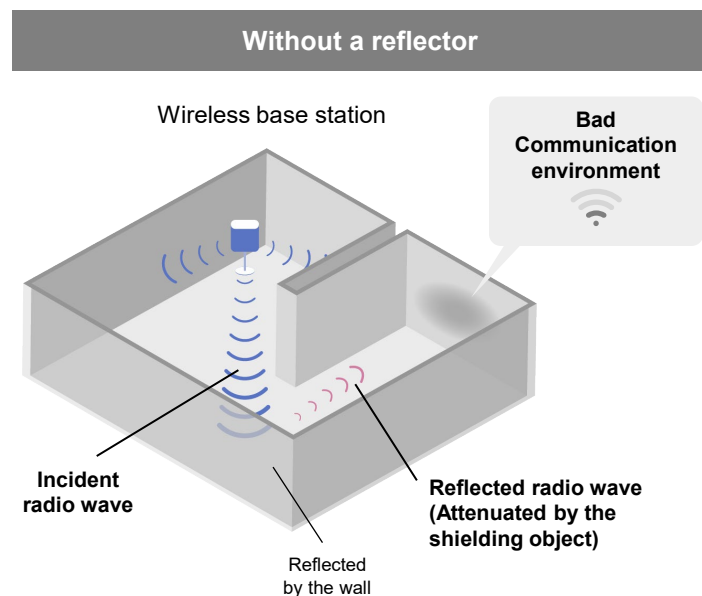 Without a reflector
Wireless base station
Bad
Communication
environment
Incident
radio wave
Reflected radio wave
(Attenuated by the
shielding object)
Reflected
by the wall